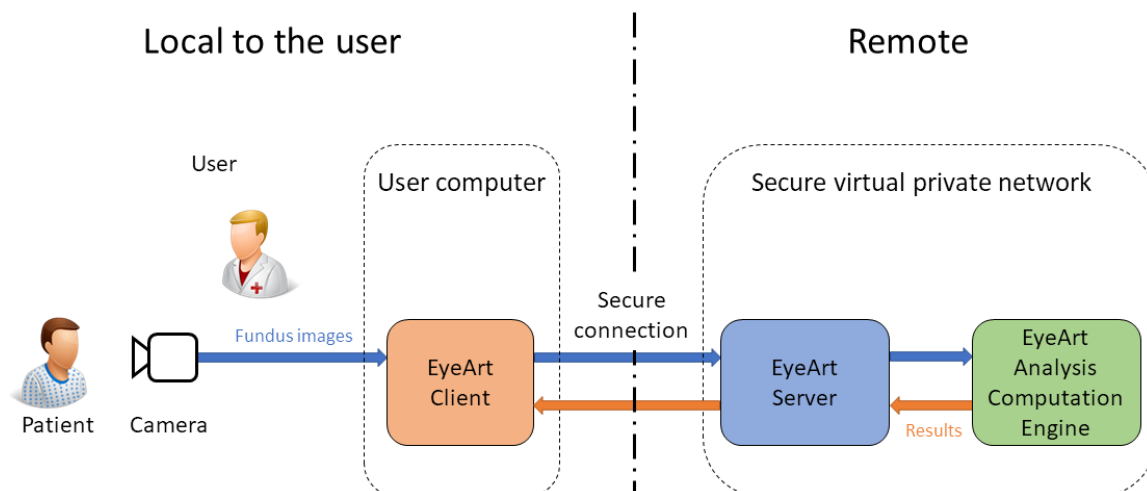 Local to the user
Remote
User
User computer
Secure virtual private network
Secure
connection
Fundus images
EyeArt
Client
EyeArt
Server
EyeArt
Analysis
Computation
Engine
Results
Patient
Camera